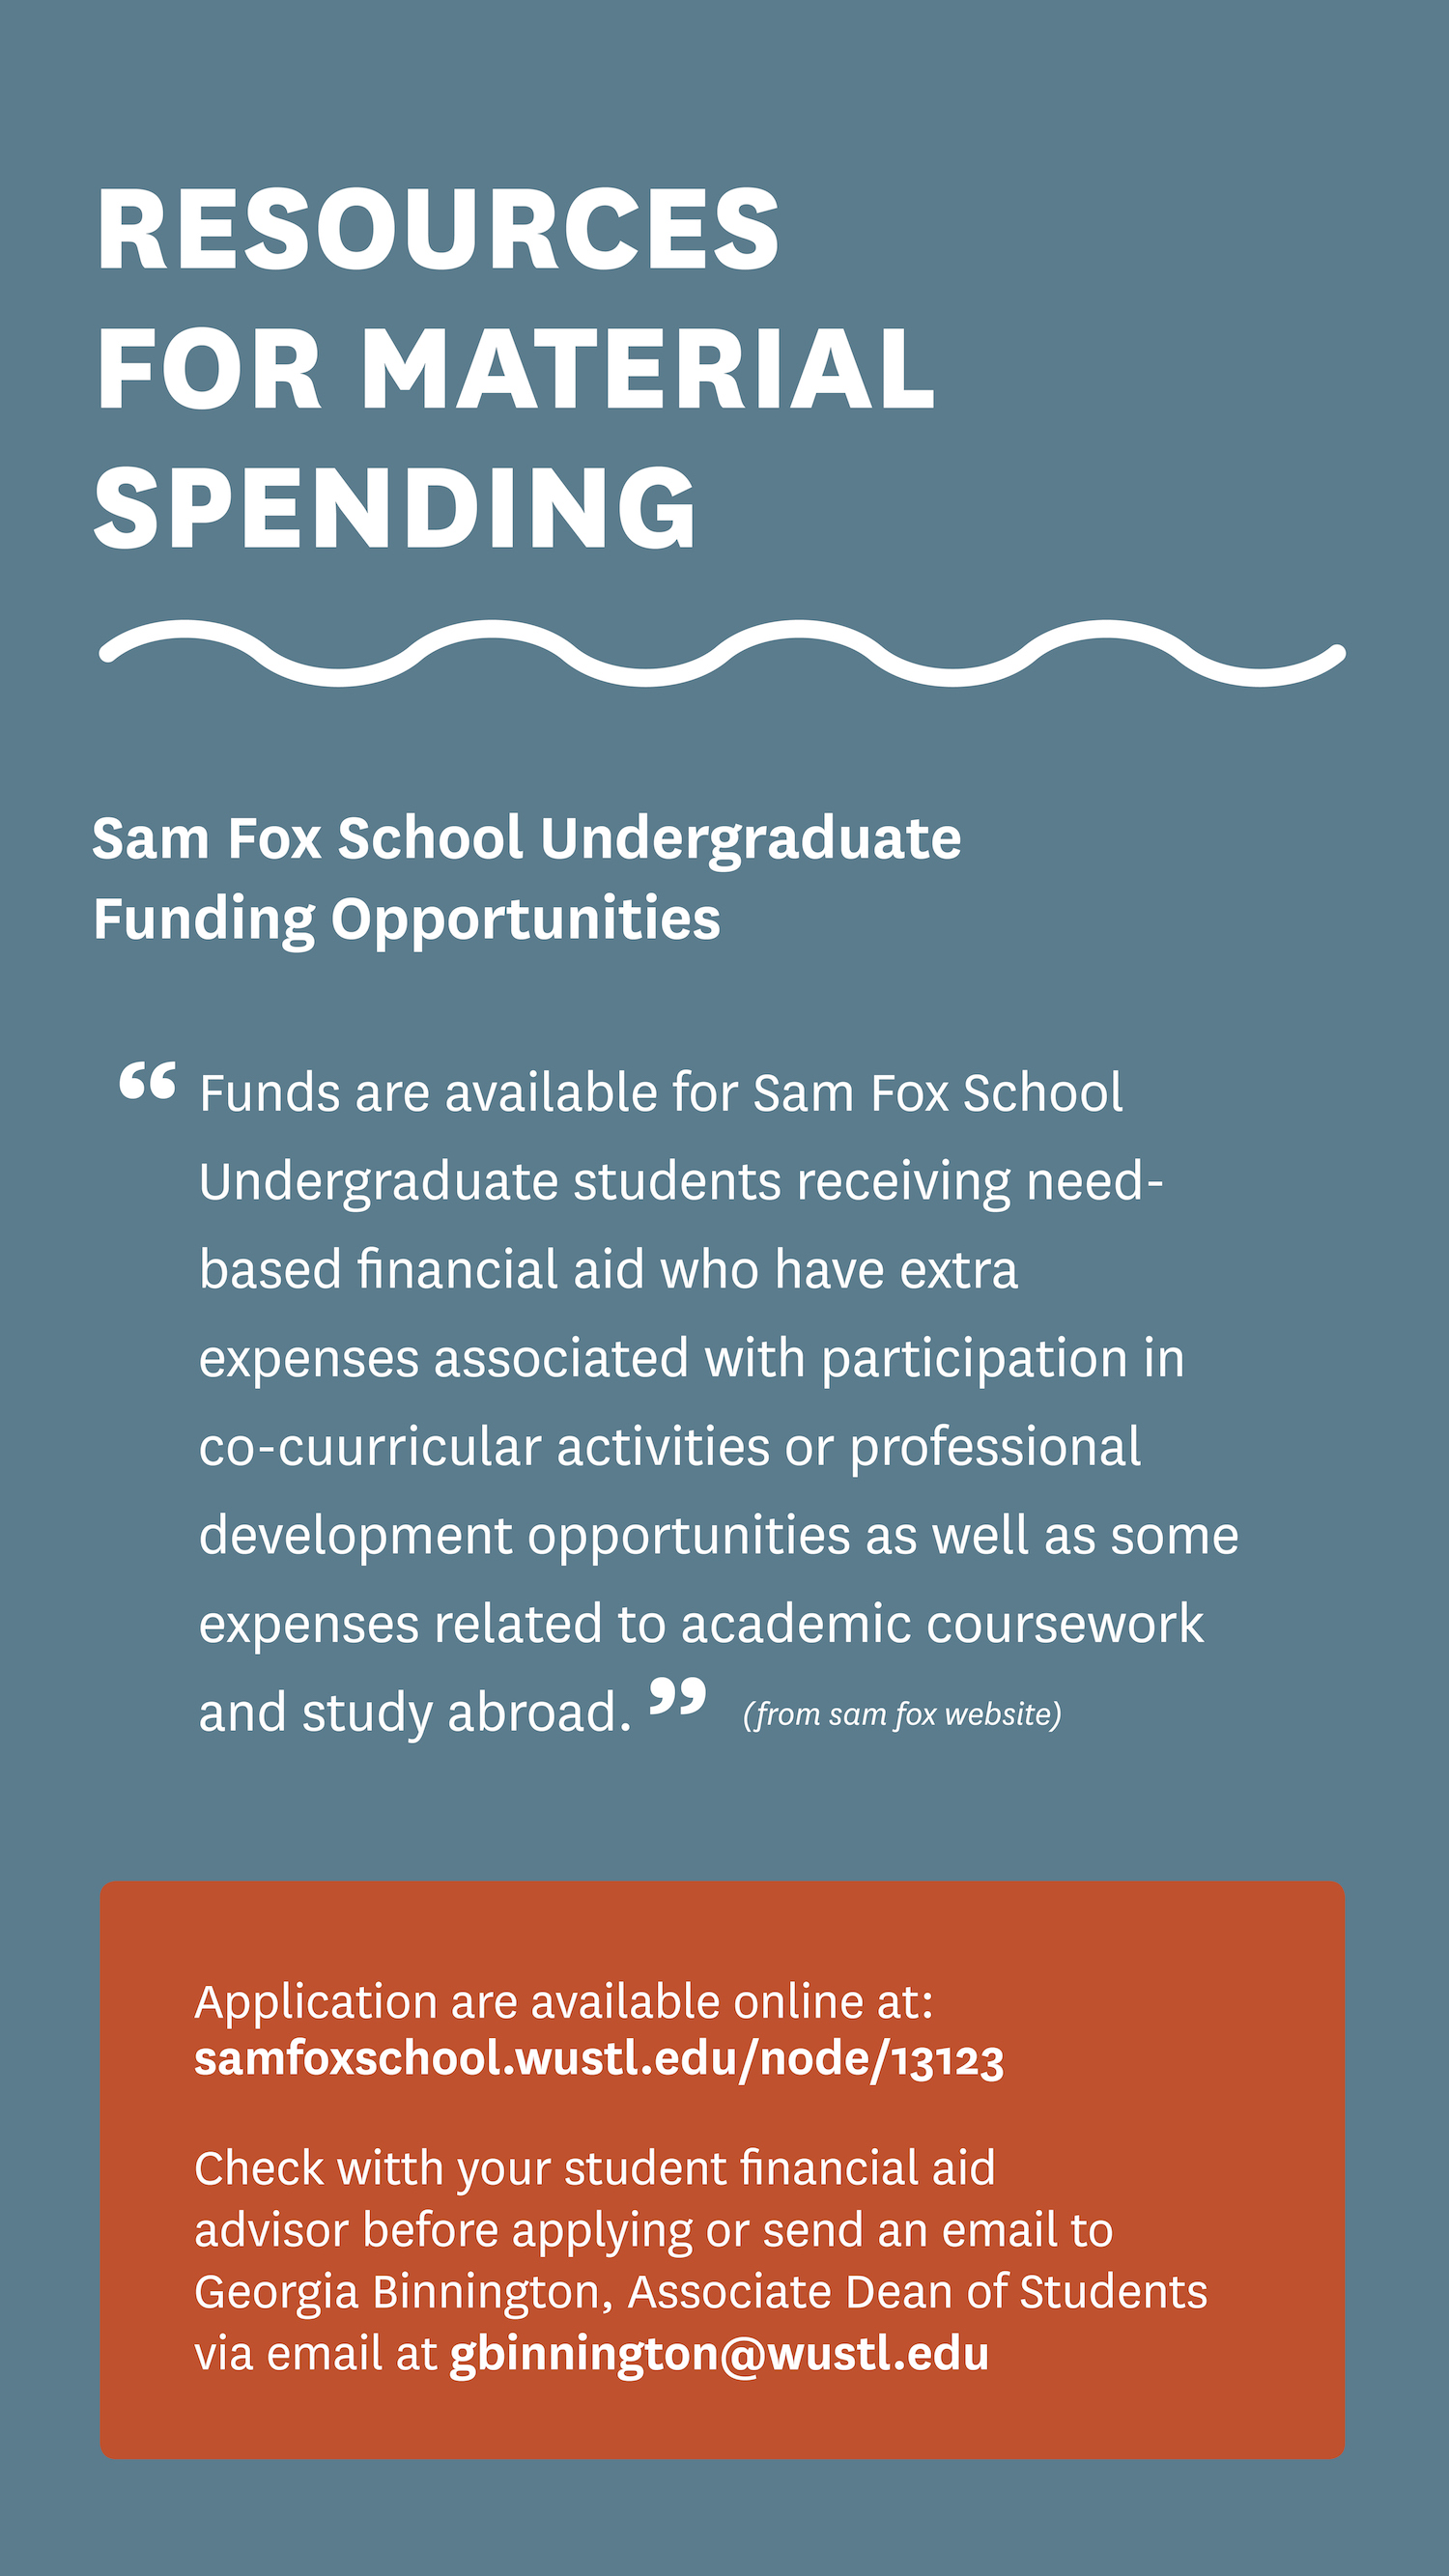 RESOURCES
FOR MATERIAL
SPENDING
Sam Fox School Undergraduate
Funding Opportunities
“ Funds are available for Sam Fox School
Undergraduate students receiving need-
based financial aid who have extra
expenses associated with participation in
co-cuurricular activities or professional
development opportunities as well as some
expenses related to academic coursework
and study abroad. ” (from sam fox website)
Application are available online at:
samfoxschool.wustl.edu/node/13123
Check witth your student financial aid
advisor before applying or send an email to
Georgia Binnington, Associate Dean of Students
via email at gbinnington@wustl.edu